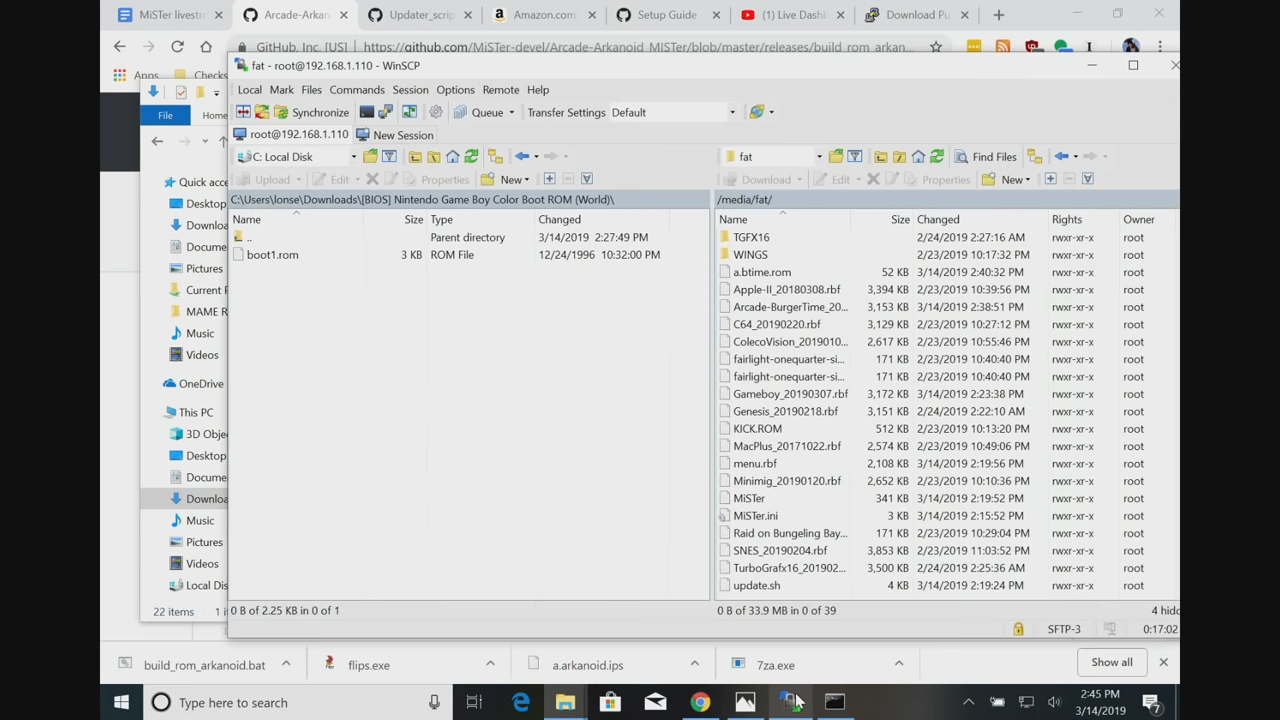 MiSTer livestr
Arcade-Arkan
Updater_scrip
Amazon.com
Setup Guide
(1) Live Dash
Download Pu
GitHub, Inc. [US]
https://github.com/MiSTer-devel/Arcade-Arkanoid_MISTer/blob/master/releases/build_rom_arkan...
Apps
Checks
fat - root@192.168.1.110 - WinSCP
Local
Mark
Files
Commands
Session
Options
Remote
Help
File
Home
Synchronize
Queue
Transfer Settings
Default
root@192.168.1.110
New Session
C: Local Disk
fat
Find Files
Upload
Edit
Properties
New
Download
Edit
Properties
New
C:\Users\lonse\Downloads\[BIOS] Nintendo Game Boy Color Boot ROM (World)\
/media/fat/
Name Size Type Changed
.. Parent directory 3/14/2019 2:27:49 PM
boot1.rom 3 KB ROM File 12/24/1996 10:32:00 PM
Name Size Changed Rights Owner
TGFX16 2/24/2019 2:27:16 AM rwxr-xr-x root
WINGS 2/23/2019 10:17:32 PM rwxr-xr-x root
a.btime.rom 52 KB 3/14/2019 2:40:32 PM rwxr-xr-x root
Apple-II_20180308.rbf 3,394 KB 2/23/2019 10:39:56 PM rwxr-xr-x root
Arcade-BurgerTime_20... 3,153 KB 3/14/2019 2:38:51 PM rwxr-xr-x root
C64_20190220.rbf 3,129 KB 2/23/2019 10:27:12 PM rwxr-xr-x root
ColecoVision_2019010... 2,617 KB 2/23/2019 10:55:46 PM rwxr-xr-x root
fairlight-onequarter-si... 171 KB 2/23/2019 10:40:40 PM rwxr-xr-x root
fairlight-onequarter-si... 171 KB 2/23/2019 10:40:40 PM rwxr-xr-x root
Gameboy_20190307.rbf 3,172 KB 3/14/2019 2:23:38 PM rwxr-xr-x root
Genesis_20190218.rbf 3,151 KB 2/24/2019 2:22:10 AM rwxr-xr-x root
KICK.ROM 512 KB 2/23/2019 10:13:20 PM rwxr-xr-x root
MacPlus_20171022.rbf 2,574 KB 2/23/2019 10:49:06 PM rwxr-xr-x root
menu.rbf 2,108 KB 3/14/2019 2:19:56 PM rwxr-xr-x root
Minimig_20190120.rbf 2,652 KB 2/23/2019 10:10:36 PM rwxr-xr-x root
MiSTer 341 KB 3/14/2019 2:19:52 PM rwxr-xr-x root
MiSTer.ini 3 KB 3/14/2019 2:15:52 PM rwxr-xr-x root
Raid on Bungeling Bay... 171 KB 2/23/2019 10:29:04 PM rwxr-xr-x root
SNES_20190204.rbf 3,853 KB 2/23/2019 11:03:52 PM rwxr-xr-x root
TurboGrafx16_201902... 3,500 KB 2/24/2019 2:25:36 AM rwxr-xr-x root
update.sh 4 KB 3/14/2019 2:19:24 PM rwxr-xr-x root
Quick acce
Desktop
Downloa
Docume
Pictures
Current P
MAME R
Music
Videos
OneDrive
This PC
3D Objec
Desktop
Docume
Downloa
Music
Pictures
Videos
Local Dis
22 items
0 B of 2.25 KB in 0 of 1
0 B of 33.9 MB in 0 of 39
4 hidd
SFTP-3
0:17:02
build_rom_arkanoid.bat
flips.exe
a.arkanoid.ips
7za.exe
Show all
Type here to search
2:45 PM
3/14/2019
7